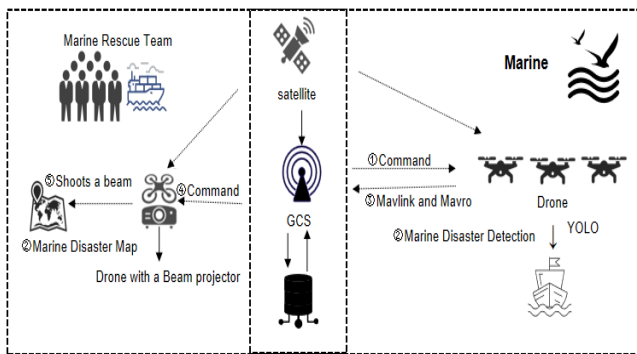 Marine Rescue Team
satellite
Marine
①Command
③Mavlink and Mavro
GCS
Drone
②Marine Disaster Detection
YOLO
④Command
⑤Shoots a beam
②Marine Disaster Map
Drone with a Beam projector